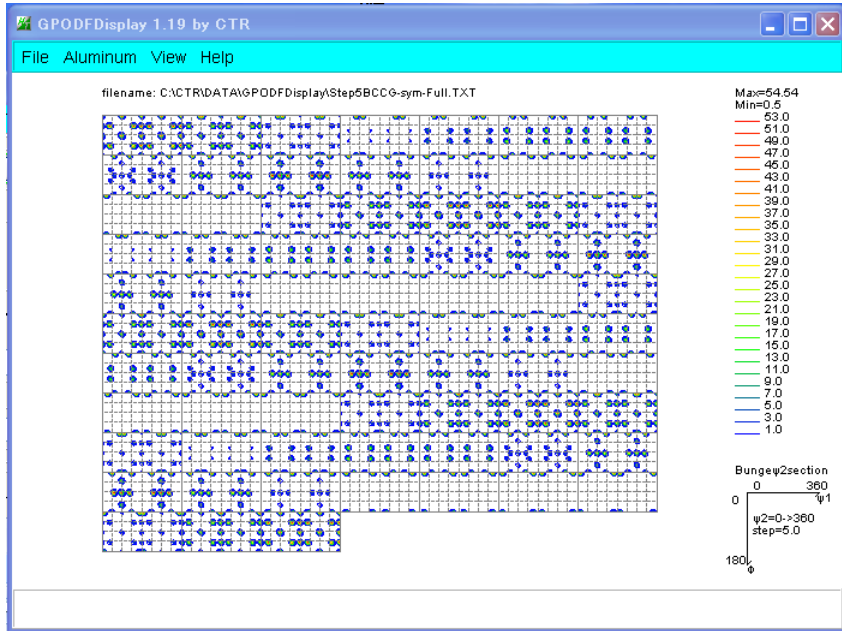 GPODFDisplay 1.19 by CTR
File Aluminum View Help
filename: C:\CTR\DATA\GPODFDisplay\Step5BCCG-sym-Full.TXT
Max=54.54
Min=0.5
53.0
51.0
49.0
47.0
45.0
43.0
41.0
39.0
37.0
35.0
33.0
31.0
29.0
27.0
25.0
23.0
21.0
19.0
17.0
15.0
13.0
11.0
9.0
7.0
5.0
3.0
1.0
Bungeψ2section
0 360
0 ψ1
ψ2=0->360
step=5.0
180
Φ